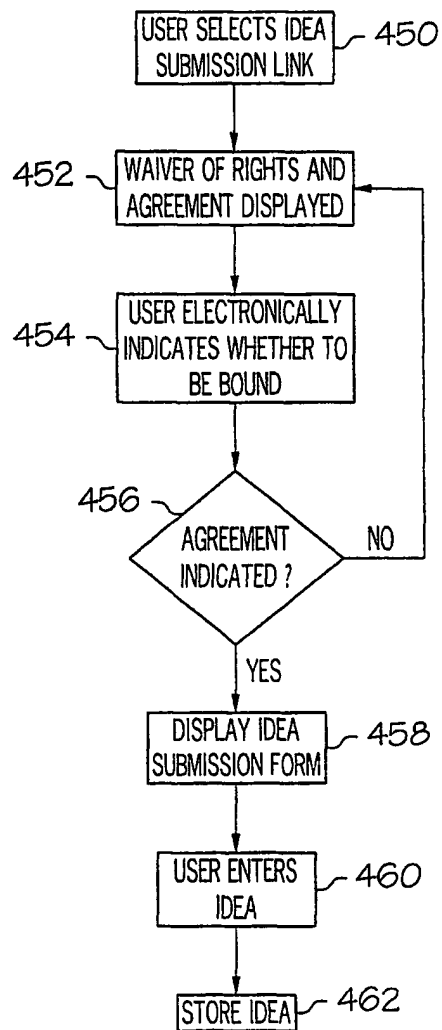 USER SELECTS IDEA
SUBMISSION LINK
450
452
WAIVER OF RIGHTS AND
AGREEMENT DISPLAYED
454
USER ELECTRONICALLY
INDICATES WHETHER TO
BE BOUND
456
AGREEMENT
INDICATED ?
NO
YES
DISPLAY IDEA
SUBMISSION FORM
458
USER ENTERS
IDEA
460
STORE IDEA
462